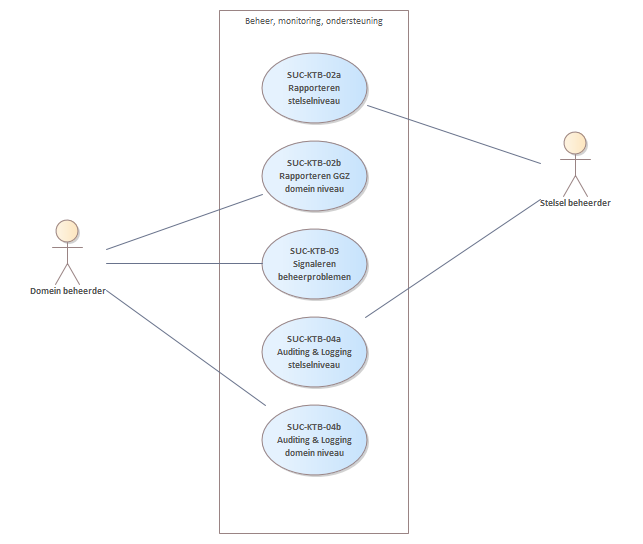 Beheer, monitoring, ondersteuning
SUC-KTB-02a
Rapporteren
stelselniveau
SUC-KTB-02b
Rapporteren GGZ
domein niveau
Stelsel beheerder
SUC-KTB-03
Signaleren
beheerproblemen
Domein beheerder
SUC-KTB-04a
Auditing & Logging
stelselniveau
SUC-KTB-04b
Auditing & Logging
domein niveau